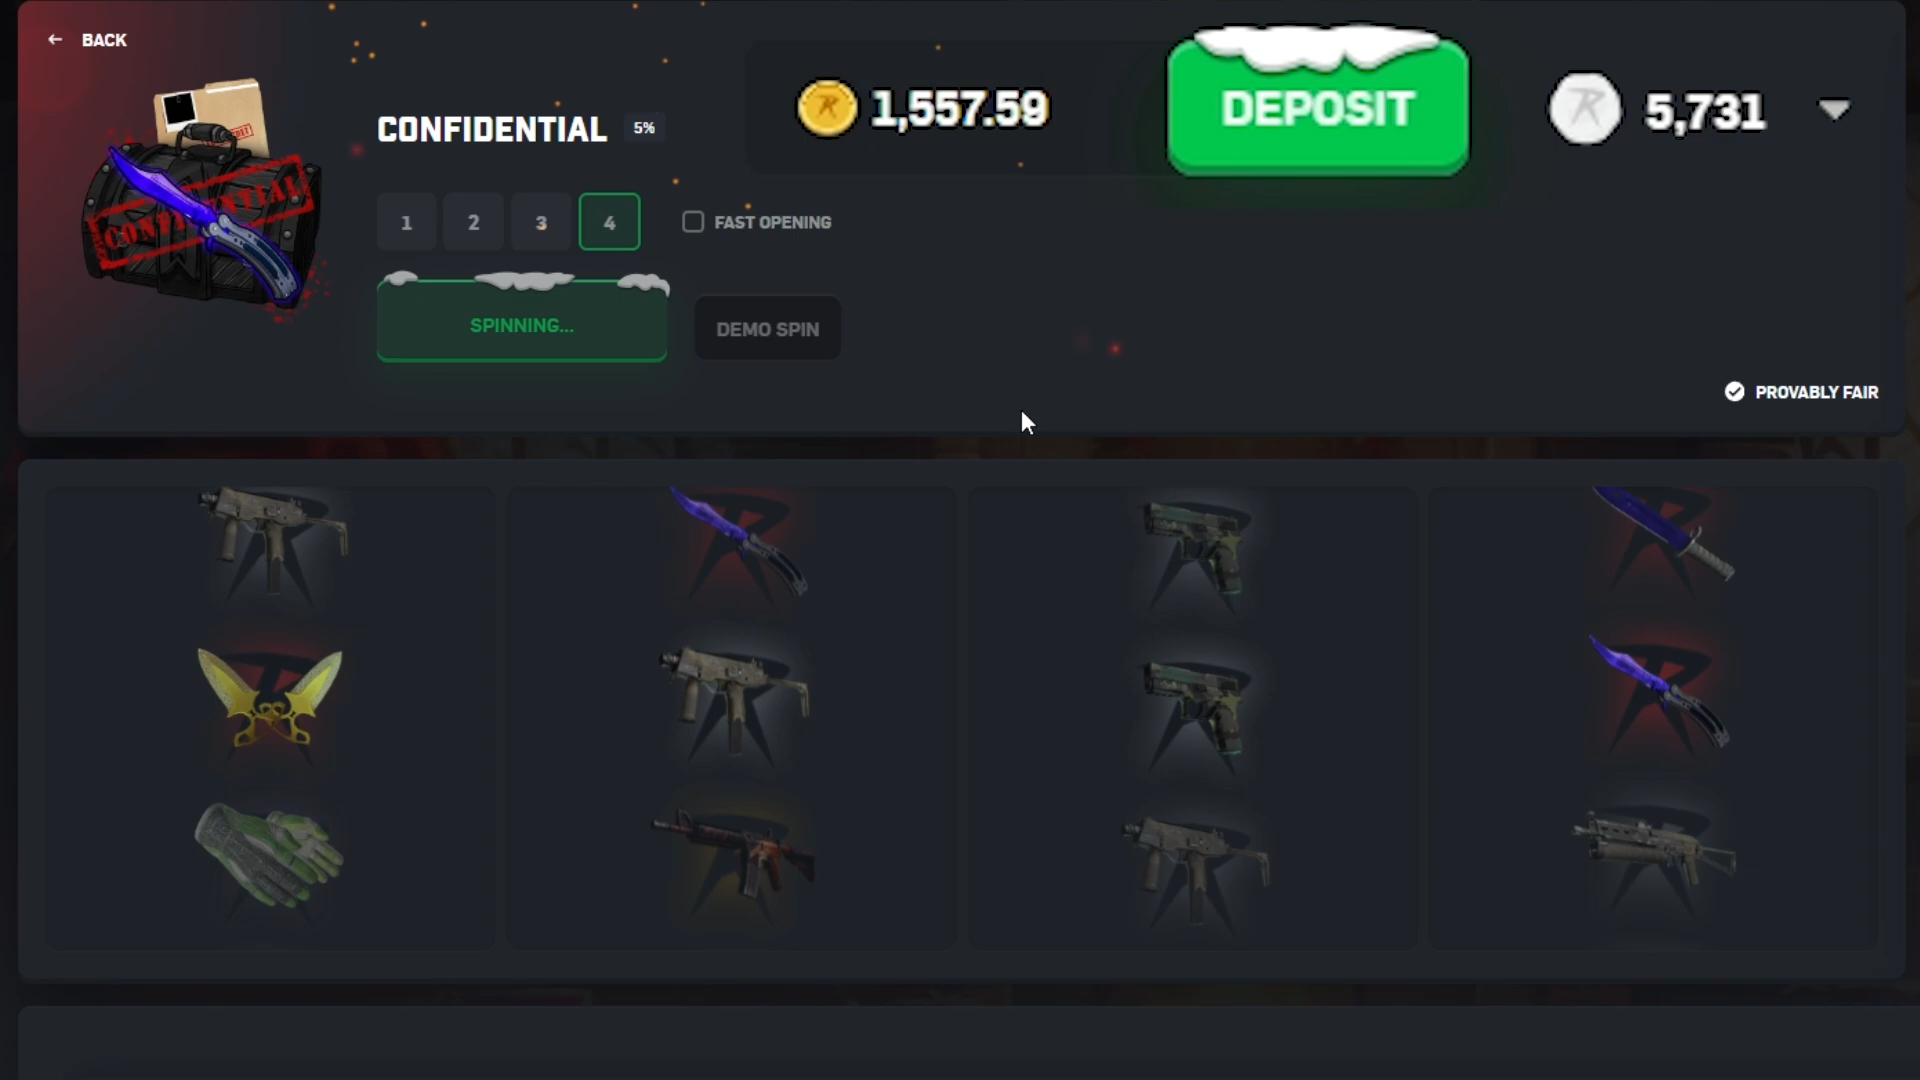 BACK
1,557.59
DEPOSIT
5,731
CONFIDENTIAL 5%
CONFIDENTIAL
1 2 3 4 FAST OPENING
SPINNING...
DEMO SPIN
PROVABLY FAIR